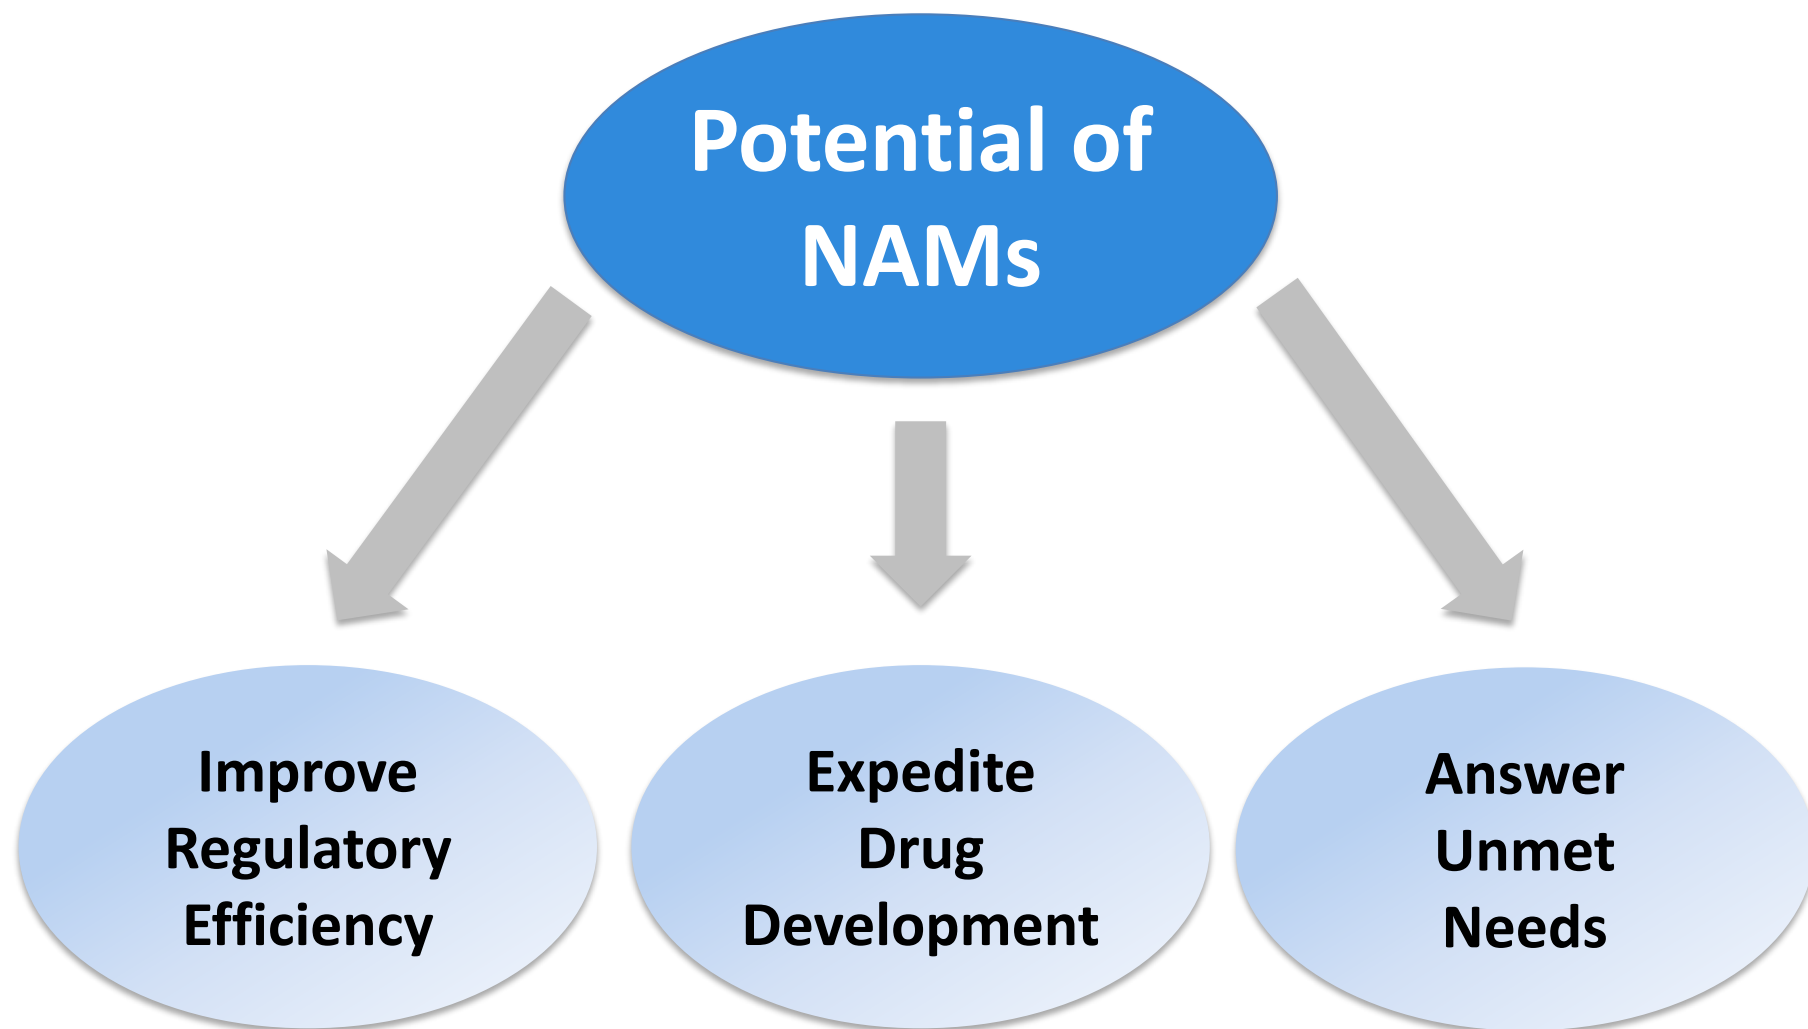 Potential of
NAMs
Improve
Regulatory
Efficiency
Expedite
Drug
Development
Answer
Unmet
Needs